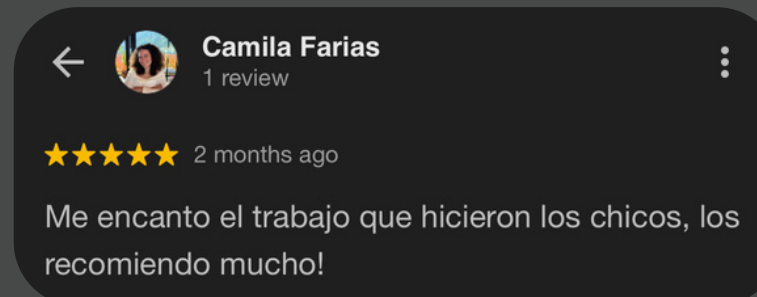 Camila Farias
1 review
2 months ago
Me encanto el trabajo que hicieron los chicos, los
recomiendo mucho!